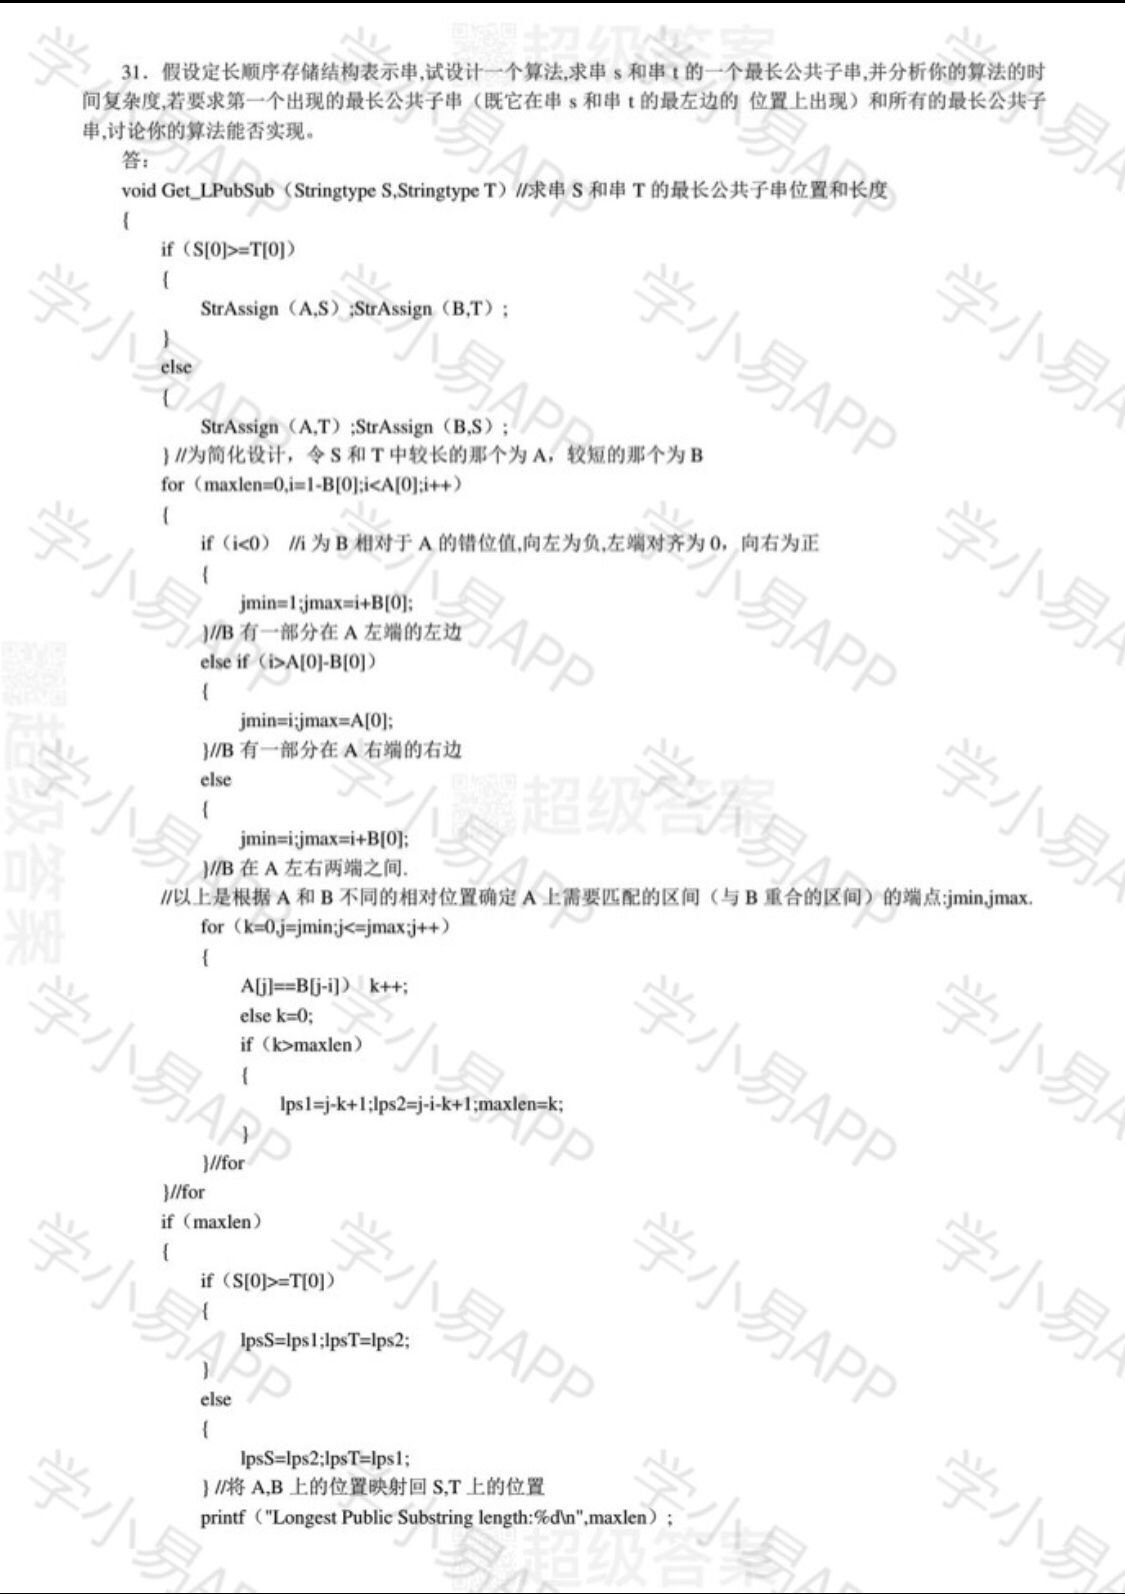 31．假设定长顺序存储结构表示串,试设计一个算法,求串 s 和串 t 的一个最长公共子串,并分析你的算法的时
间复杂度,若要求第一个出现的最长公共子串（既它在串 s 和串 t 的最左边的 位置上出现）和所有的最长公共子
串,讨论你的算法能否实现。
答：
void Get_LPubSub（Stringtype S,Stringtype T）//求串 S 和串 T 的最长公共子串位置和长度
{
if（S[0]>=T[0]）
{
StrAssign（A,S）;StrAssign（B,T）;
}
else
{
StrAssign（A,T）;StrAssign（B,S）;
} //为简化设计，令 S 和 T 中较长的那个为 A，较短的那个为 B
for（maxlen=0,i=1-B[0];i<A[0];i++）
{
if（i<0） //i 为 B 相对于 A 的错位值,向左为负,左端对齐为 0，向右为正
{
jmin=1;jmax=i+B[0];
}//B 有一部分在 A 左端的左边
else if（i>A[0]-B[0]）
{
jmin=i;jmax=A[0];
}//B 有一部分在 A 右端的右边
else
{
jmin=i;jmax=i+B[0];
}//B 在 A 左右两端之间.
//以上是根据 A 和 B 不同的相对位置确定 A 上需要匹配的区间（与 B 重合的区间）的端点:jmin,jmax.
for（k=0,j=jmin;j<=jmax;j++）
{
A[j]==B[j-i]） k++;
else k=0;
if（k>maxlen）
{
lps1=j-k+1;lps2=j-i-k+1;maxlen=k;
}
}//for
}//for
if（maxlen）
{
if（S[0]>=T[0]）
{
lpsS=lps1;lpsT=lps2;
}
else
{
lpsS=lps2;lpsT=lps1;
} //将 A,B 上的位置映射回 S,T 上的位置
printf（"Longest Public Substring length:%d\n",maxlen）;
学小易APP
超级答案